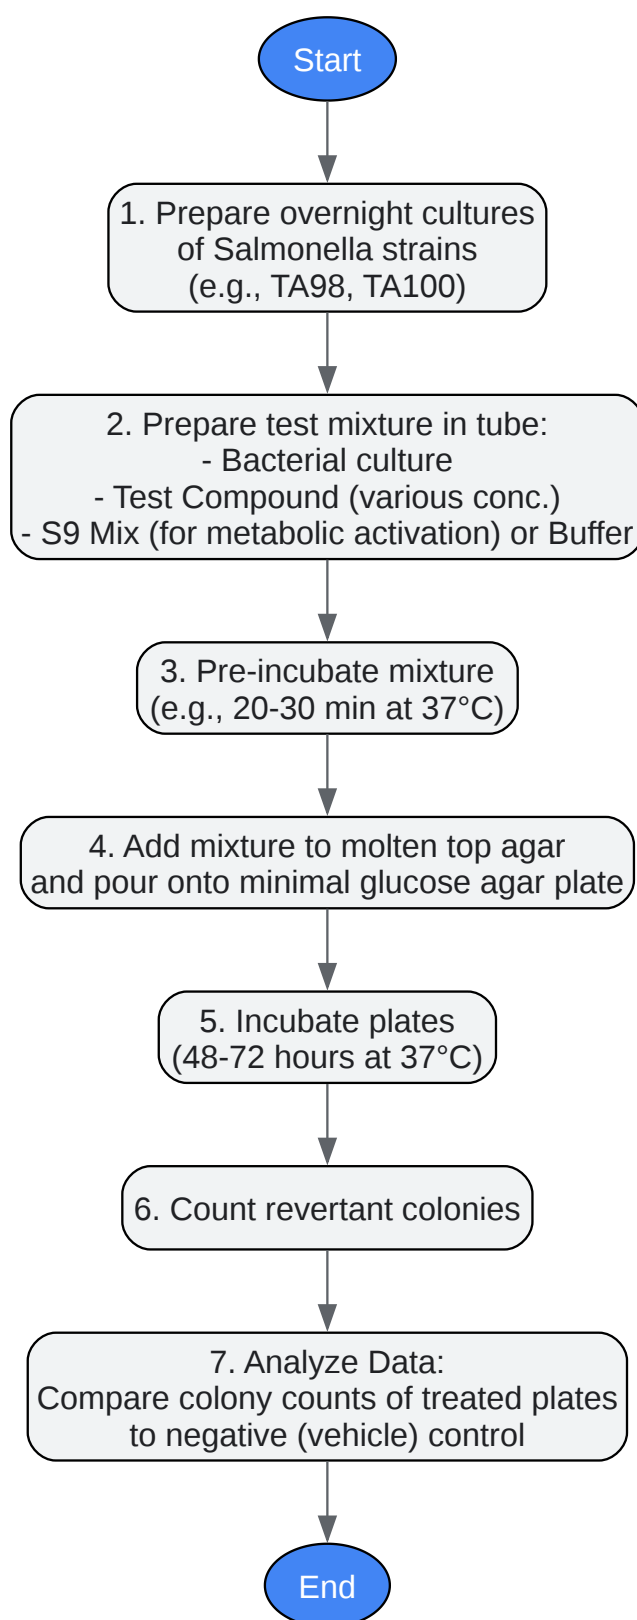 Start
1. Prepare overnight cultures
of Salmonella strains
(e.g., TA98, TA100)
2. Prepare test mixture in tube:
- Bacterial culture
- Test Compound (various conc.)
- S9 Mix (for metabolic activation) or Buffer
3. Pre-incubate mixture
(e.g., 20-30 min at 37°C)
4. Add mixture to molten top agar
and pour onto minimal glucose agar plate
5. Incubate plates
(48-72 hours at 37°C)
6. Count revertant colonies
7. Analyze Data:
Compare colony counts of treated plates
to negative (vehicle) control
End